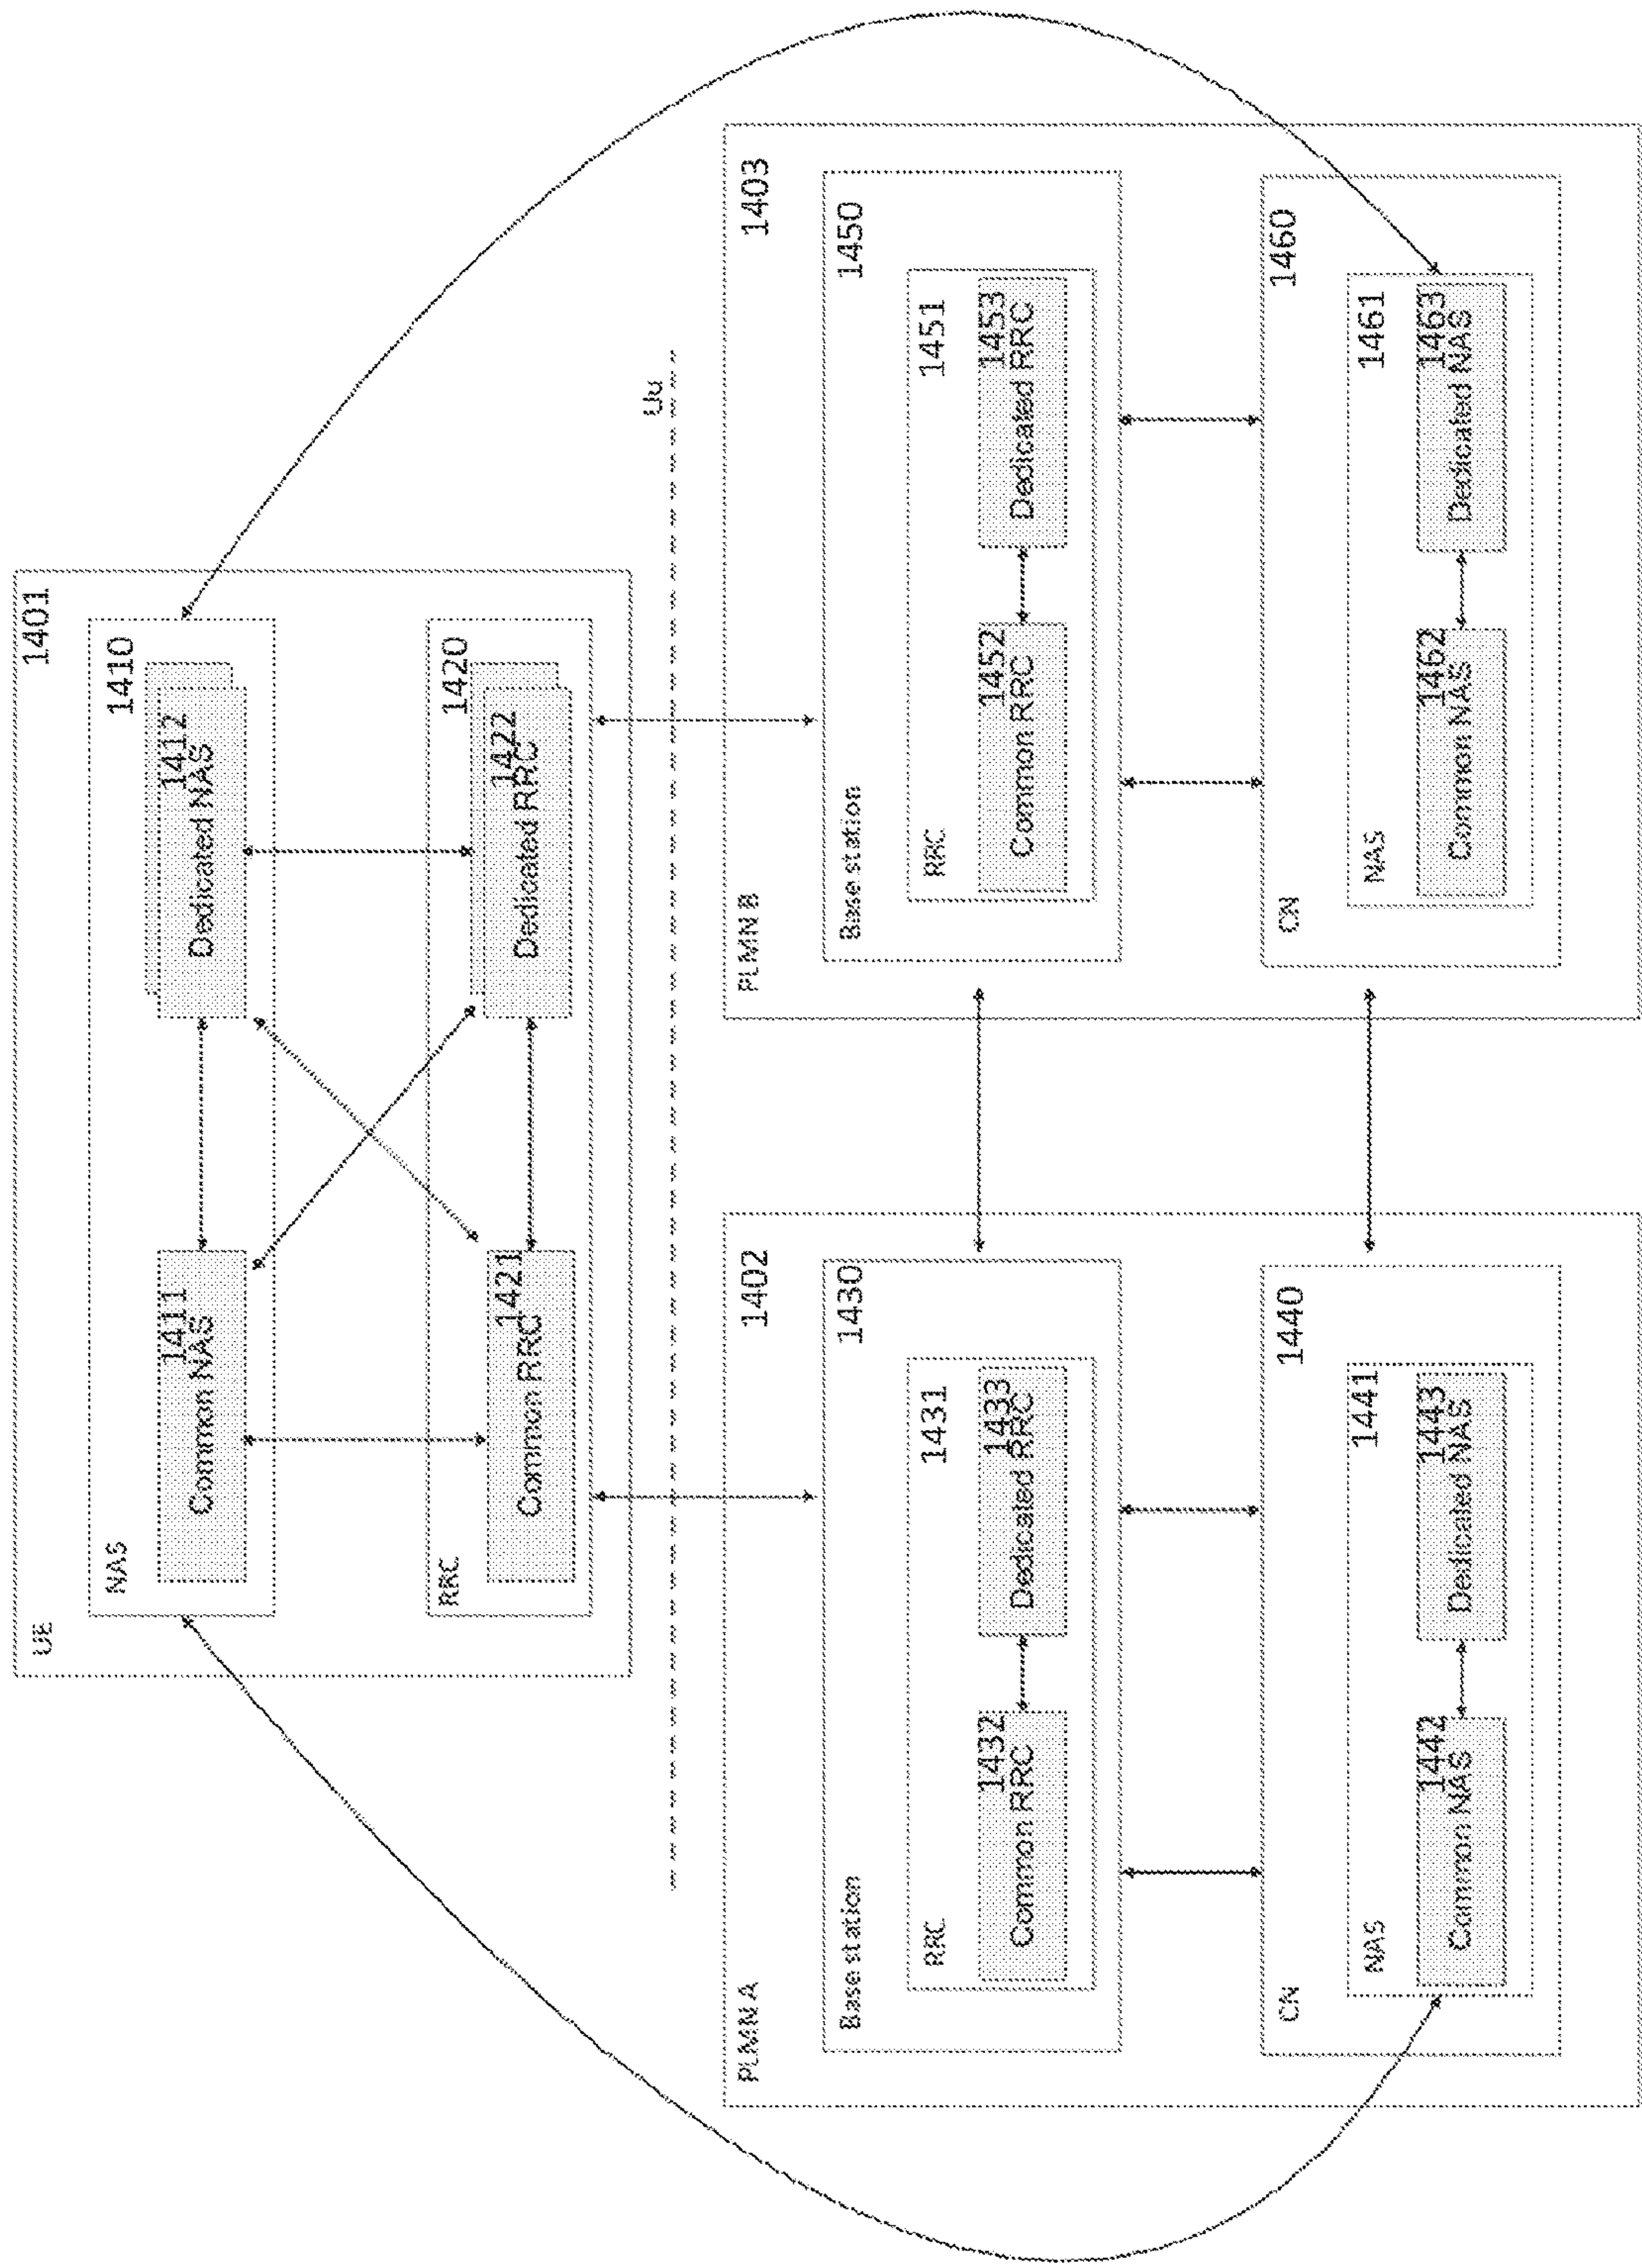 UE
1401
NAS
1410
1411
Common NAS
1412
Dedicated NAS
RRC
1420
1421
Common RRC
1422
Dedicated RRC
Uu
PLMN A
1402
Base station
1430
RRC
1431
1432
Common RRC
1433
Dedicated RRC
CN
1440
NAS
1441
1442
Common NAS
1443
Dedicated NAS
PLMN B
1403
Base station
1450
RRC
1451
1452
Common RRC
1453
Dedicated RRC
CN
1460
NAS
1461
1462
Common NAS
1463
Dedicated NAS